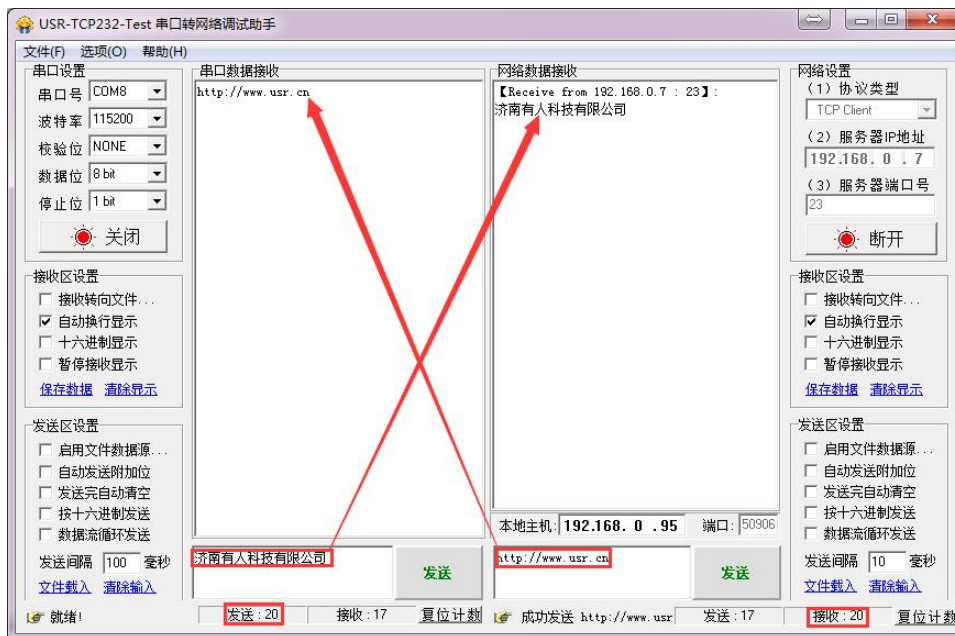 USR-TCP232-Test 串口转网络调试助手
文件(F) 选项(O) 帮助(H)
串口设置
串口号 COM8
波特率 115200
校验位 NONE
数据位 8 bit
停止位 1 bit
关闭
接收区设置
接收转向文件...
自动换行显示
十六进制显示
暂停接收显示
保存数据 清除显示
发送区设置
启用文件数据源...
自动发送附加位
发送完自动清空
按十六进制发送
数据流循环发送
发送间隔 100 毫秒
文件载入 清除输入
就绪!
串口数据接收
http://www.usr.cn
济南有人科技有限公司
发送
发送:20 接收:17 复位计数
网络数据接收
【Receive from 192.168.0.7 : 23】:
济南有人科技有限公司
本地主机: 192.168. 0 .95 端口: 50906
http://www.usr.cn
发送
成功发送 http://www.usr 发送:17 接收:20 复位计数
网络设置
(1) 协议类型
TCP Client
(2) 服务器IP地址
192.168. 0 . 7
(3) 服务器端口号
23
断开
接收区设置
接收转向文件...
自动换行显示
十六进制显示
暂停接收显示
保存数据 清除显示
发送区设置
启用文件数据源...
自动发送附加位
发送完自动清空
按十六进制发送
数据流循环发送
发送间隔 10 毫秒
文件载入 清除输入